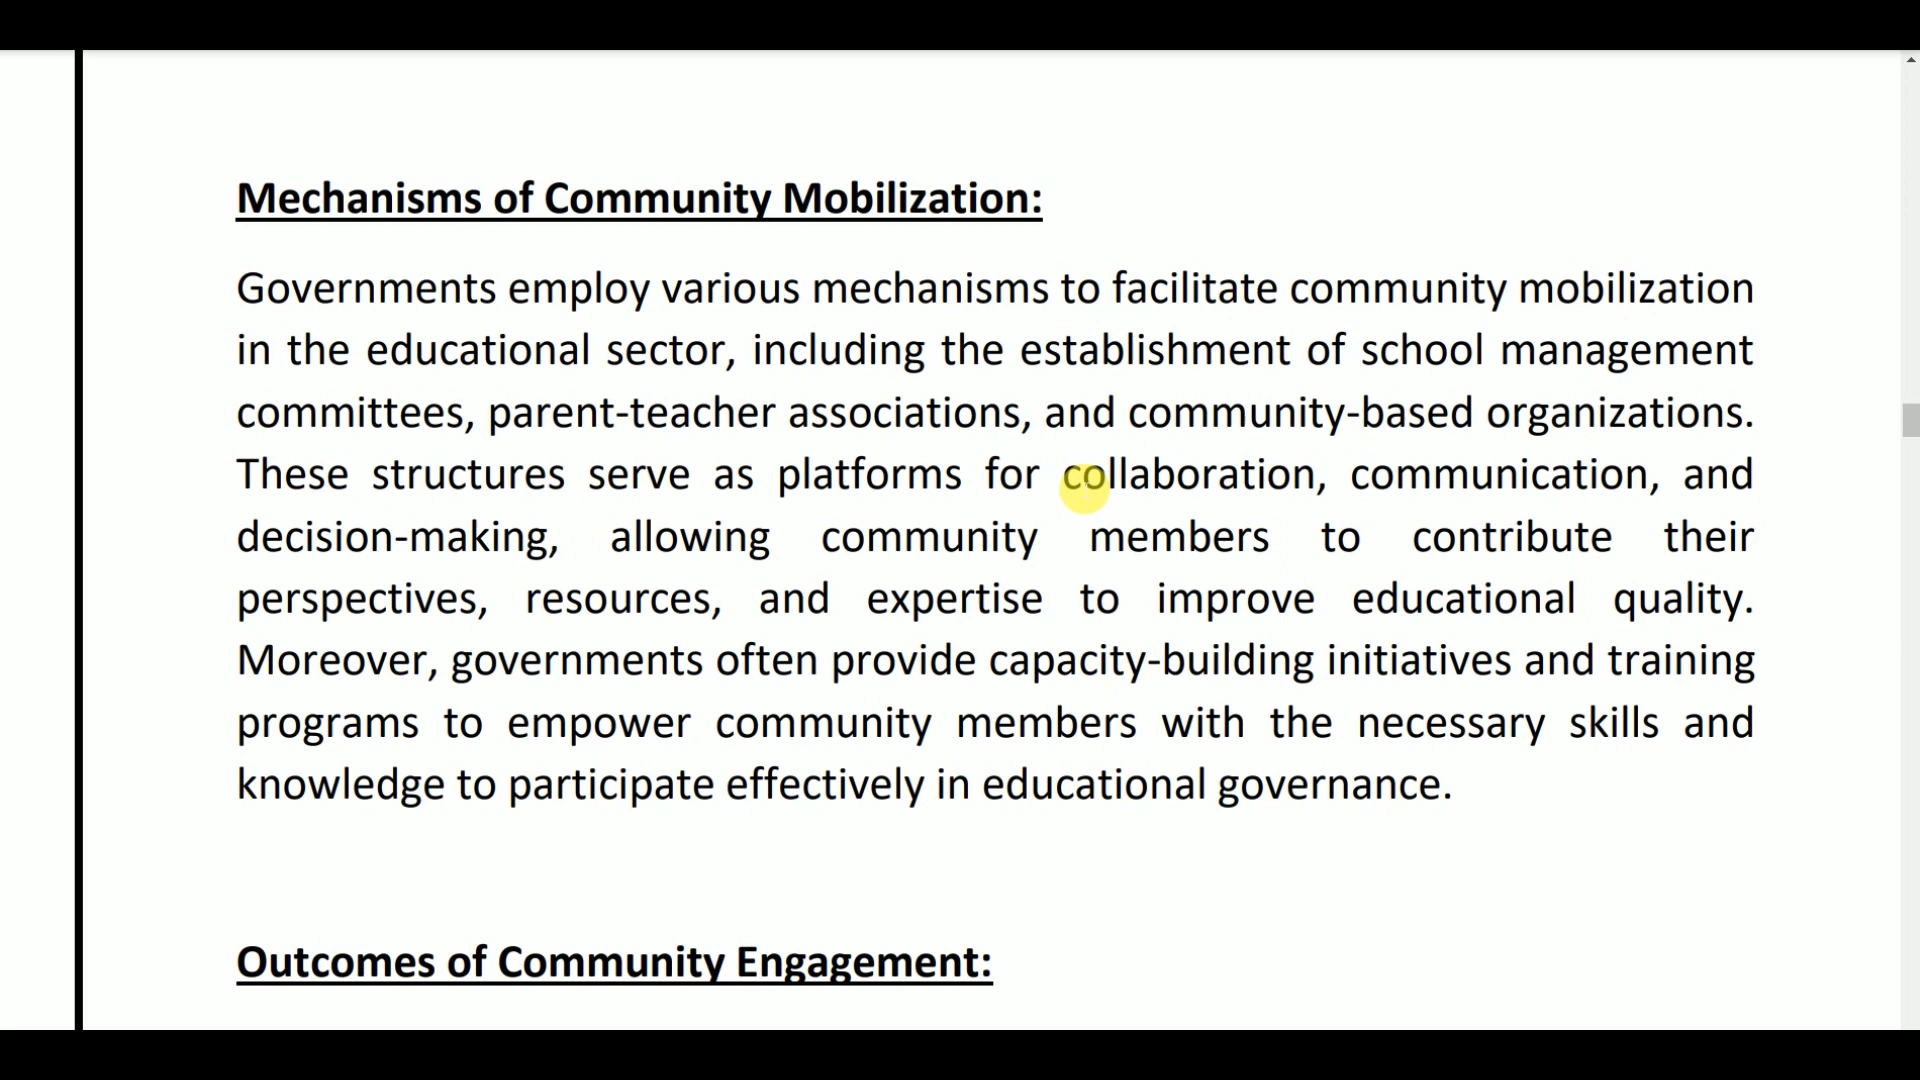 Mechanisms of Community Mobilization:
Governments employ various mechanisms to facilitate community mobilization
in the educational sector, including the establishment of school management
committees, parent-teacher associations, and community-based organizations.
These structures serve as platforms for collaboration, communication, and
decision-making, allowing community members to contribute their
perspectives, resources, and expertise to improve educational quality.
Moreover, governments often provide capacity-building initiatives and training
programs to empower community members with the necessary skills and
knowledge to participate effectively in educational governance.
Outcomes of Community Engagement: